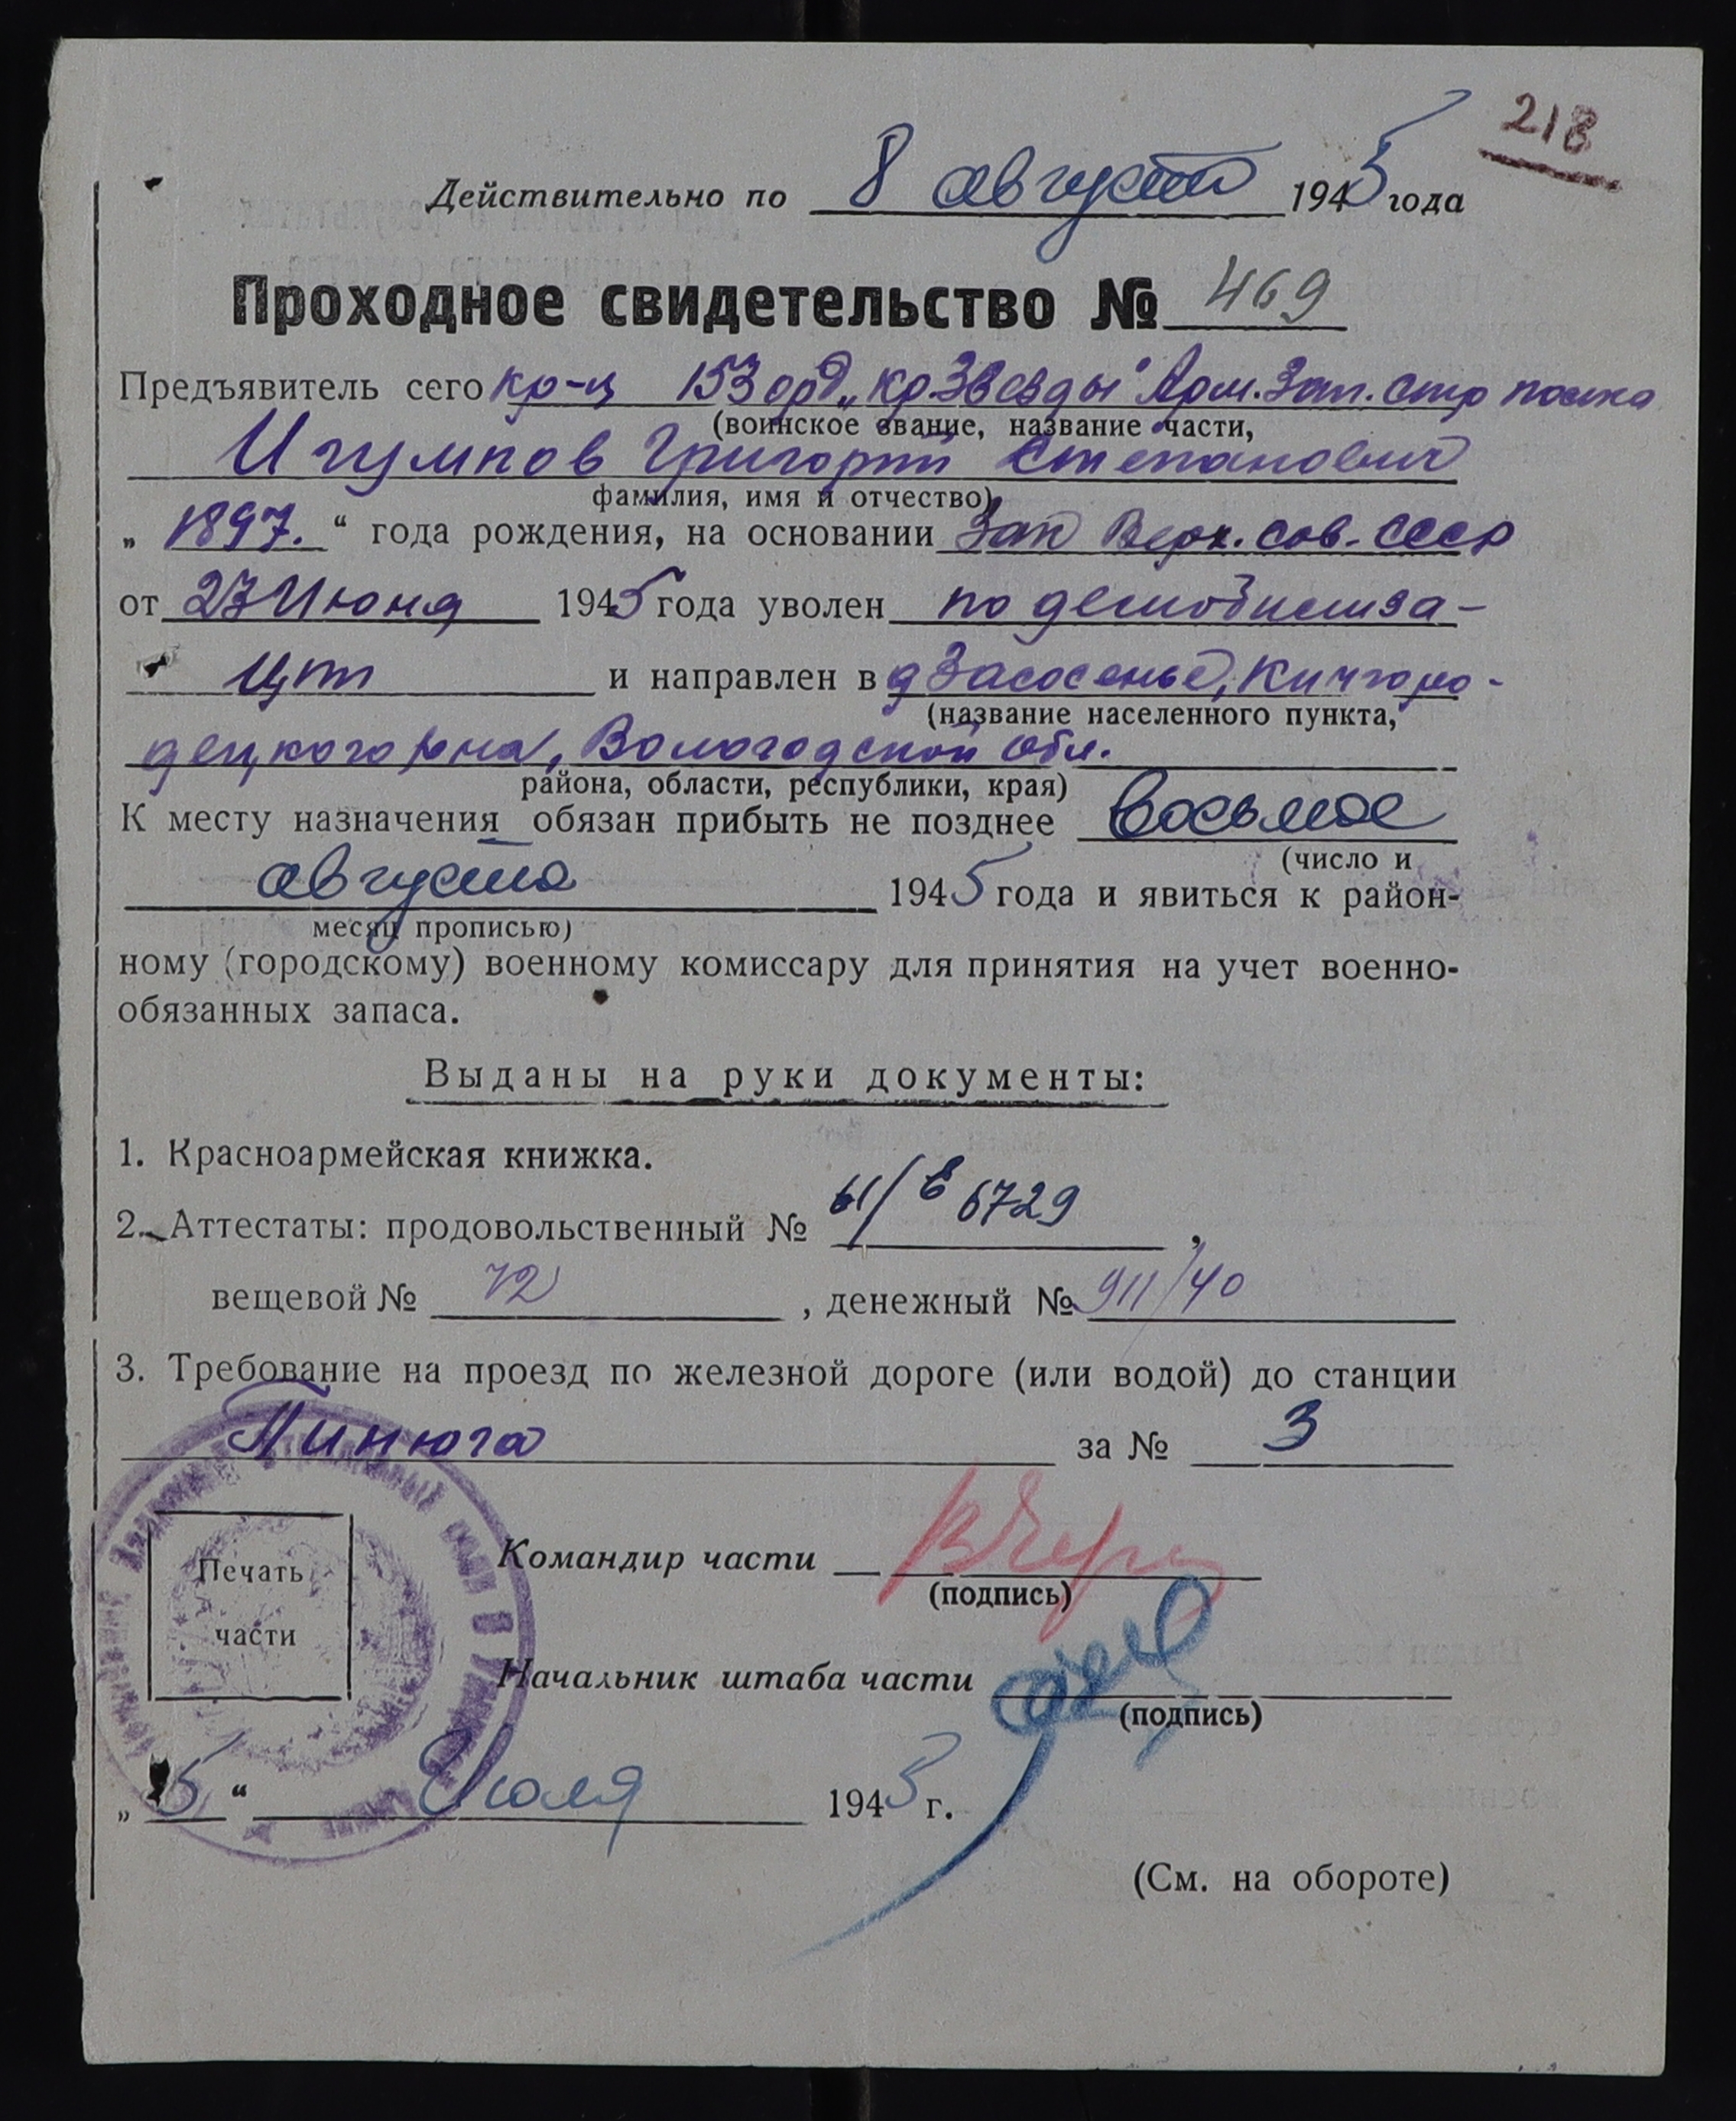 218
Действительно по 8 августа 1945 года
Проходное свидетельство № 469
Предъявитель сего кр-ц 153 орд „кр. Звезды" Арм. Зап. Стр полка
(воинское звание, название части,
Игумнов Григорий Степанович
фамилия, имя и отчество)
„1897." года рождения, на основании Зак Верх. Сов. СССР
от 23 Июня 1945 года уволен по демобилиза-
ции и направлен в д Засосенье, Кичгоро-
(название населенного пункта,
децкого рна, Вологодской обл.
района, области, республики, края)
К месту назначения обязан прибыть не позднее восьмое
(число и
августа 1945 года и явиться к район-
месяц прописью)
ному (городскому) военному комиссару для принятия на учет военно-
обязанных запаса.
Выданы на руки документы:
1. Красноармейская книжка.
2. Аттестаты: продовольственный № 6729,
вещевой № 72, денежный № 911/40
3. Требование на проезд по железной дороге (или водой) до станции
Пинюга за № 3
Печать
части
Командир части
(подпись)
Начальник штаба части
(подпись)
„5" Июля 1945 г.
(См. на обороте)